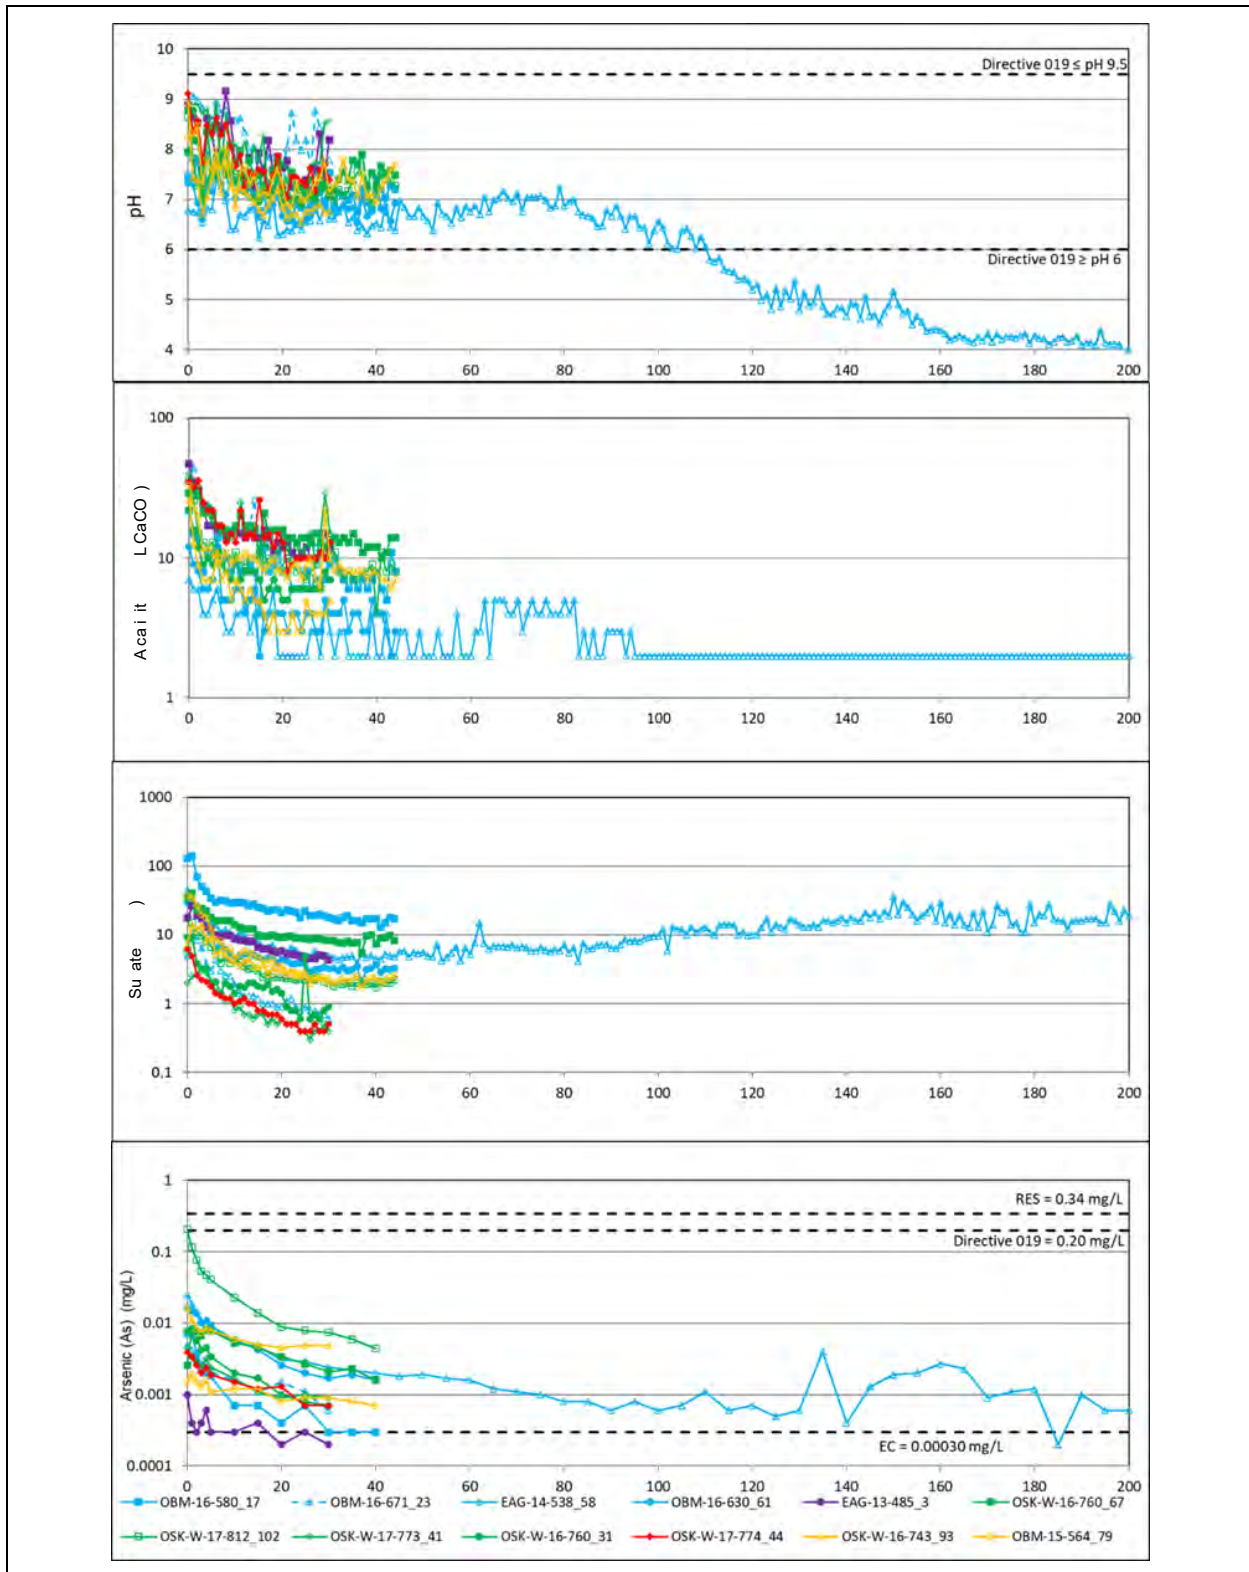 10
9
8
7
6
5
4
pH
Directive 019 ≤ pH 9.5
Directive 019 ≥ pH 6
0 20 40 60 80 100 120 140 160 180 200
100
10
1
A ca i it L CaCO )
0 20 40 60 80 100 120 140 160 180 200
1000
100
10
1
0,1
Su ate )
0 20 40 60 80 100 120 140 160 180 200
1
0.1
0.01
0.001
0.0001
Arsenic (As) (mg/L)
RES = 0.34 mg/L
Directive 019 = 0.20 mg/L
EC = 0.00030 mg/L
0 20 40 60 80 100 120 140 160 180 200
OBM-16-580_17 OBM-16-671_23 EAG-14-538_58 OBM-16-630_61 EAG-13-485_3 OSK-W-16-760_67
OSK-W-17-812_102 OSK-W-17-773_41 OSK-W-16-760_31 OSK-W-17-774_44 OSK-W-16-743_93 OBM-15-564_79